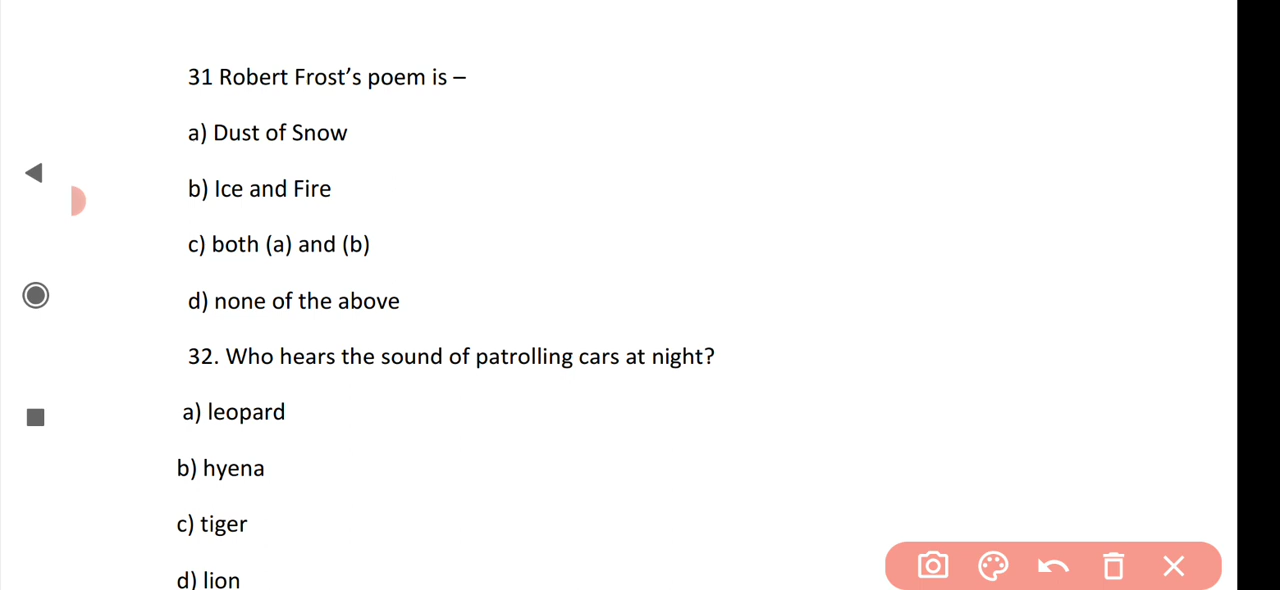 31 Robert Frost’s poem is –
a) Dust of Snow
b) Ice and Fire
c) both (a) and (b)
d) none of the above
32. Who hears the sound of patrolling cars at night?
a) leopard
b) hyena
c) tiger
d) lion